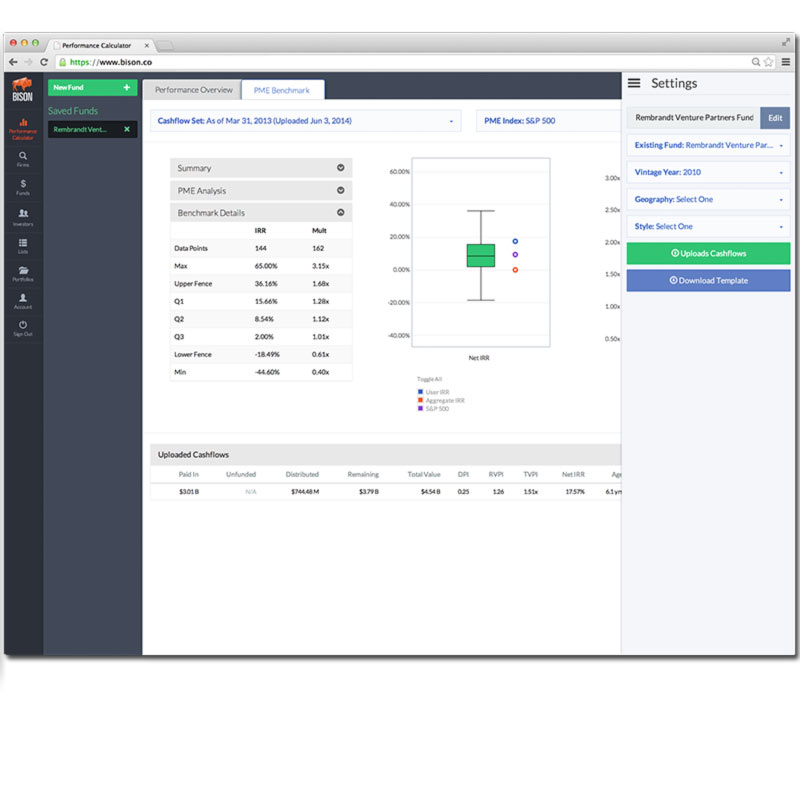 Performance Calculator
https://www.bison.co
BISON
Performance Calculator
Firms
Funds
Investors
Lists
Portfolios
Account
Sign Out
New Fund +
Saved Funds
Rembrandt Vent... ×
Performance Overview
PME Benchmark
Cashflow Set: As of Mar 31, 2013 (Uploaded Jun 3, 2014)
PME Index: S&P 500
Summary
PME Analysis
Benchmark Details
IRR Mult
Data Points 144 162
Max 65.00% 3.15x
Upper Fence 36.16% 1.68x
Q1 15.66% 1.28x
Q2 8.54% 1.12x
Q3 2.00% 1.01x
Lower Fence -18.49% 0.61x
Min -44.60% 0.40x
60.00%
40.00%
20.00%
0.00%
-20.00%
-40.00%
Net IRR
Toggle All
User IRR
Aggregate IRR
S&P 500
3.00x
2.50x
2.00x
1.50x
1.00x
0.50x
Uploaded Cashflows
Paid In Unfunded Distributed Remaining Total Value DPI RVPI TVPI Net IRR Age
$3.01 B N/A $744.48 M $3.79 B $4.54 B 0.25 1.26 1.51x 17.57% 6.1 yrs
Settings
Rembrandt Venture Partners Fund
Edit
Existing Fund: Rembrandt Venture Par...
Vintage Year: 2010
Geography: Select One
Style: Select One
Uploads Cashflows
Download Template